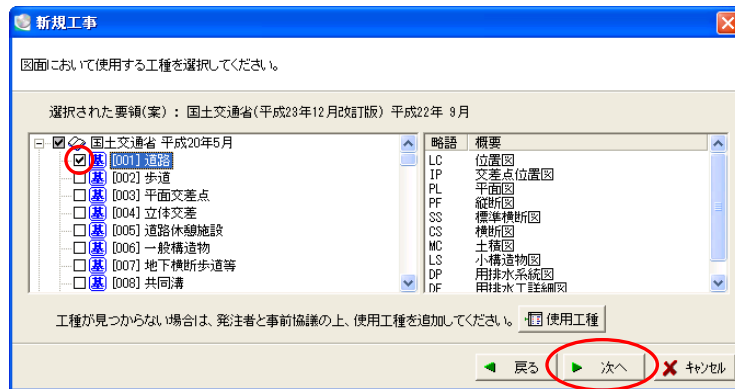 新規工事
図面において使用する工種を選択してください。
選択された要領(案)： 国土交通省(平成23年12月改訂版) 平成22年 9月
国土交通省 平成20年5月
基 [001] 道路
基 [002] 歩道
基 [003] 平面交差点
基 [004] 立体交差
基 [005] 道路休憩施設
基 [006] 一般構造物
基 [007] 地下横断歩道等
基 [008] 共同溝
略語 概要
LC 位置図
IP 交差点位置図
PL 平面図
PF 縦断図
SS 標準横断図
CS 横断図
MC 土積図
LS 小構造物図
DP 用排水系統図
DF 用排水工詳細図
工種が見つからない場合は、発注者と事前協議の上、使用工種を追加してください。 使用工種
戻る 次へ キャンセル